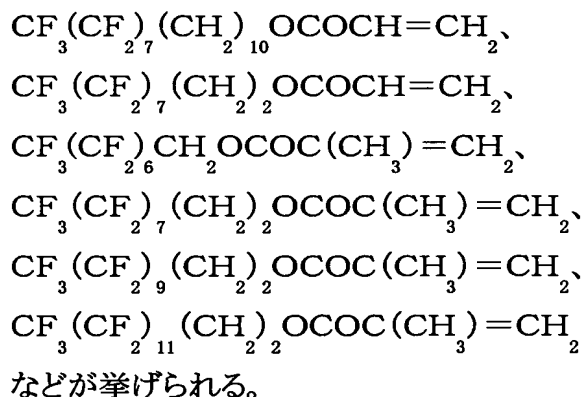 CF₃(CF₂)₇(CH₂)₁₀OCOCH=CH₂、
CF₃(CF₂)₇(CH₂)₂OCOCH=CH₂、
CF₃(CF₂)₆CH₂OCOC(CH₃)=CH₂、
CF₃(CF₂)₇(CH₂)₂OCOC(CH₃)=CH₂、
CF₃(CF₂)₉(CH₂)₂OCOC(CH₃)=CH₂、
CF₃(CF₂)₁₁(CH₂)₂OCOC(CH₃)=CH₂
などが挙げられる。